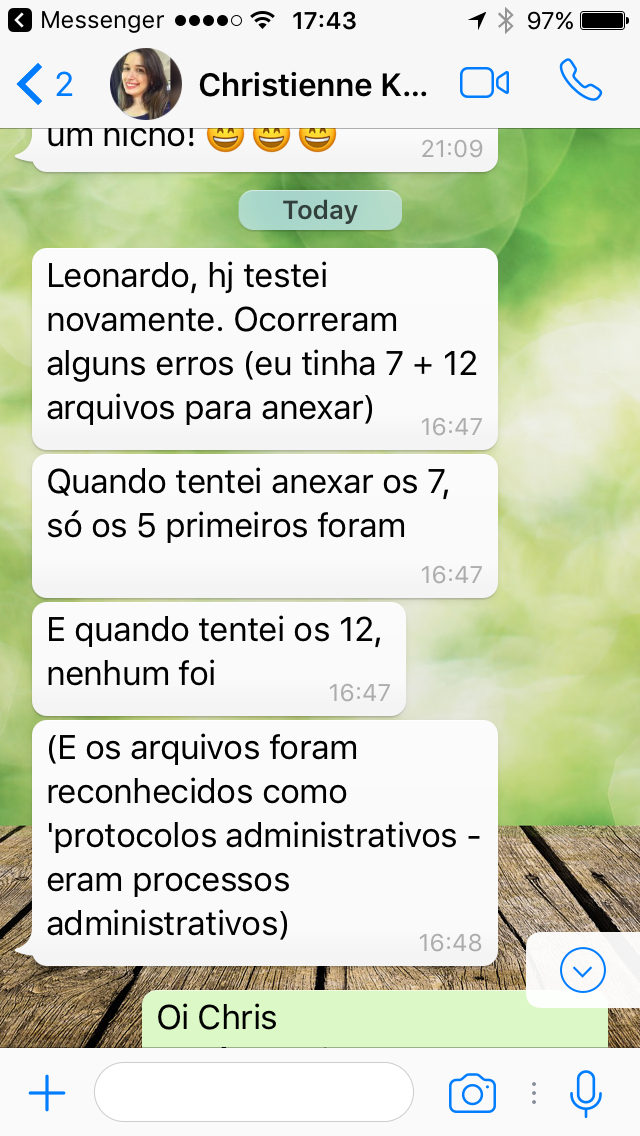 Messenger 17:43 97%
2 Christienne K...
um nicho! 😄😄😄
21:09
Today
Leonardo, hj testei
novamente. Ocorreram
alguns erros (eu tinha 7 + 12
arquivos para anexar)
16:47
Quando tentei anexar os 7,
só os 5 primeiros foram
16:47
E quando tentei os 12,
nenhum foi
16:47
(E os arquivos foram
reconhecidos como
'protocolos administrativos -
eram processos
administrativos)
16:48
Oi Chris